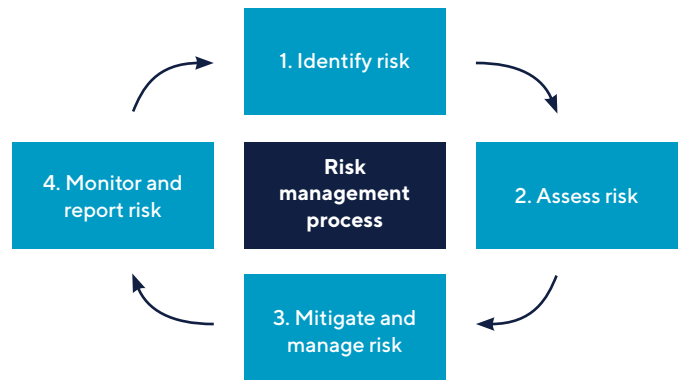 1. Identify risk
4. Monitor and
report risk
Risk
management
process
2. Assess risk
3. Mitigate and
manage risk